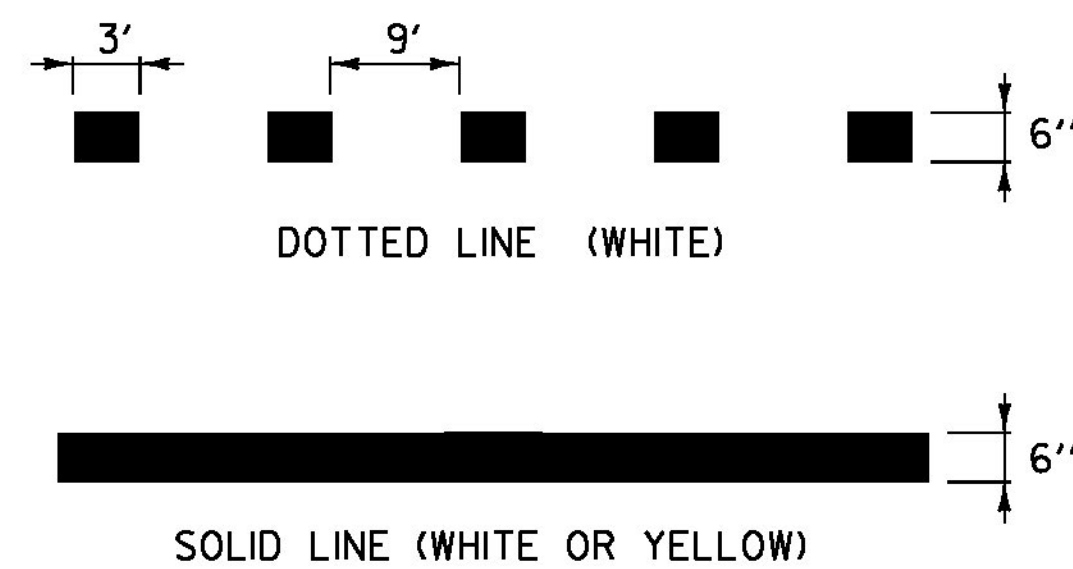 3' 9'
6''
DOTTED LINE (WHITE)
6''
SOLID LINE (WHITE OR YELLOW)